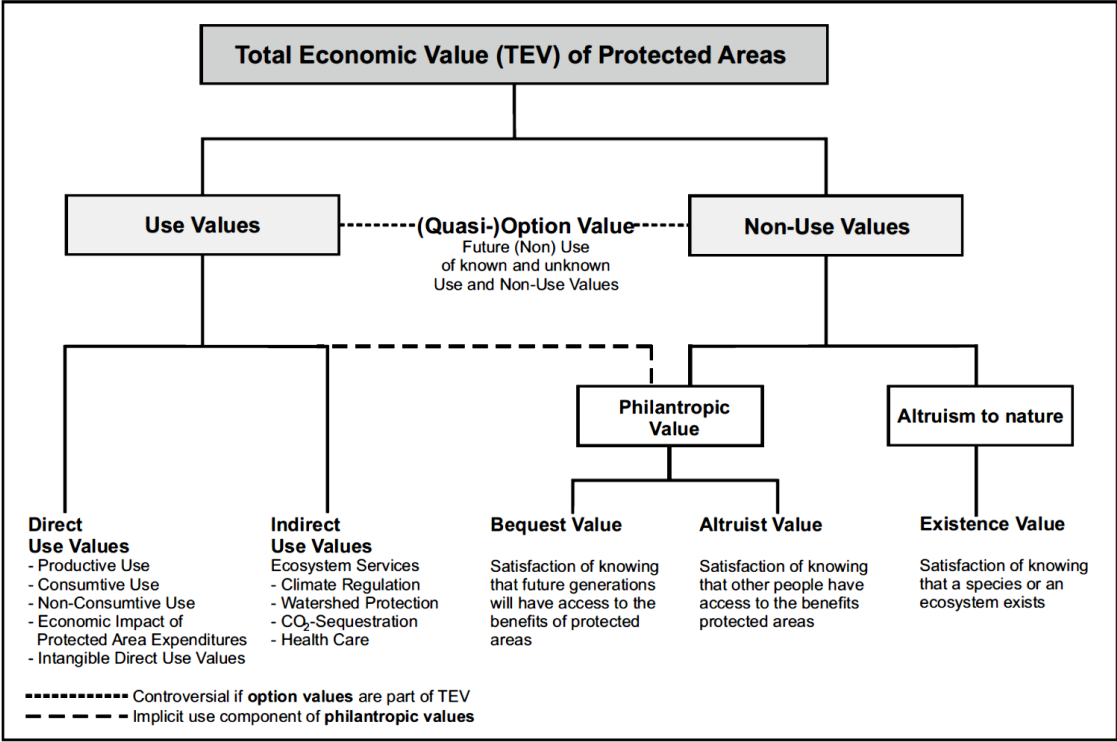 Total Economic Value (TEV) of Protected Areas
Use Values
(Quasi-)Option Value
Future (Non) Use
of known and unknown
Use and Non-Use Values
Non-Use Values
Philantropic
Value
Altruism to nature
Direct
Use Values
- Productive Use
- Consumtive Use
- Non-Consumtive Use
- Economic Impact of
Protected Area Expenditures
- Intangible Direct Use Values
Indirect
Use Values
Ecosystem Services
- Climate Regulation
- Watershed Protection
- CO2-Sequestration
- Health Care
Bequest Value
Satisfaction of knowing
that future generations
will have access to the
benefits of protected
areas
Altruist Value
Satisfaction of knowing
that other people have
access to the benefits
protected areas
Existence Value
Satisfaction of knowing
that a species or an
ecosystem exists
Controversial if option values are part of TEV
Implicit use component of philantropic values